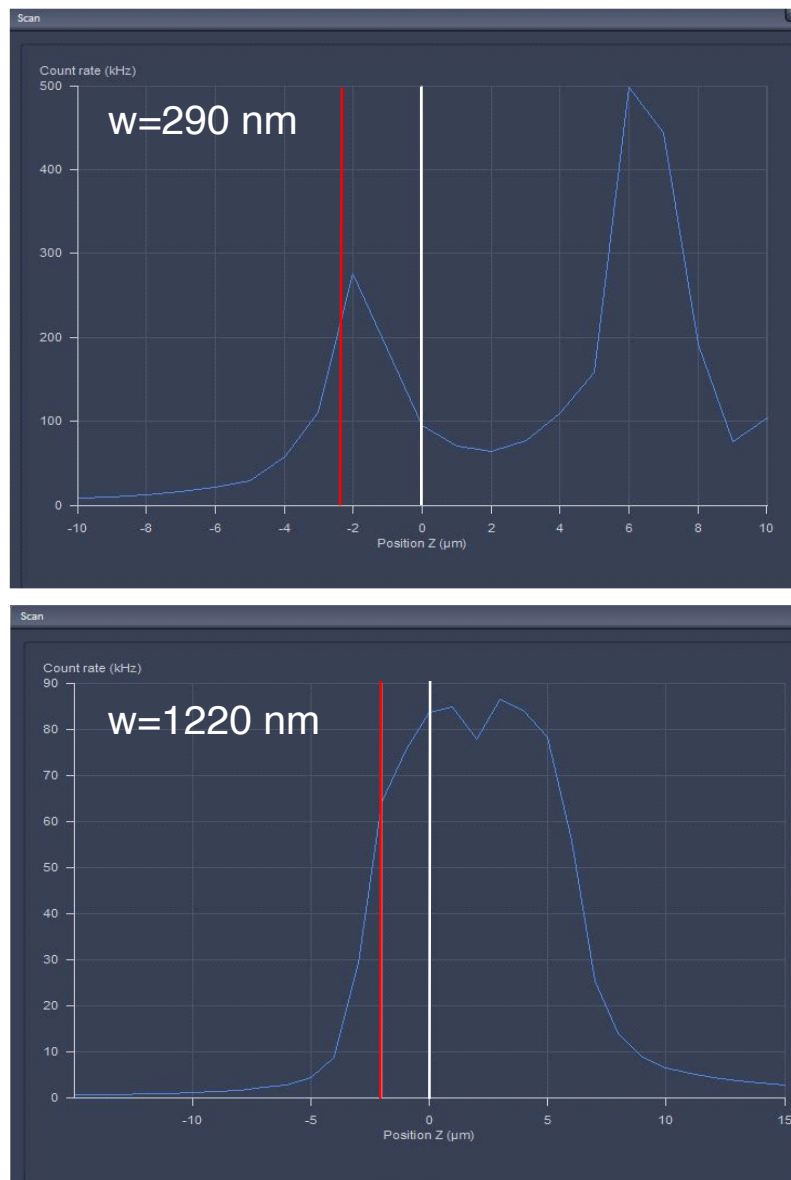 Scan
Count rate (kHz)
500
w=290 nm
400
300
200
100
0
-10 -8 -6 -4 -2 0 2 4 6 8 10
Position Z (µm)
Scan
Count rate (kHz)
90
w=1220 nm
80
70
60
50
40
30
20
10
0
-10 -5 0 5 10 15
Position Z (µm)